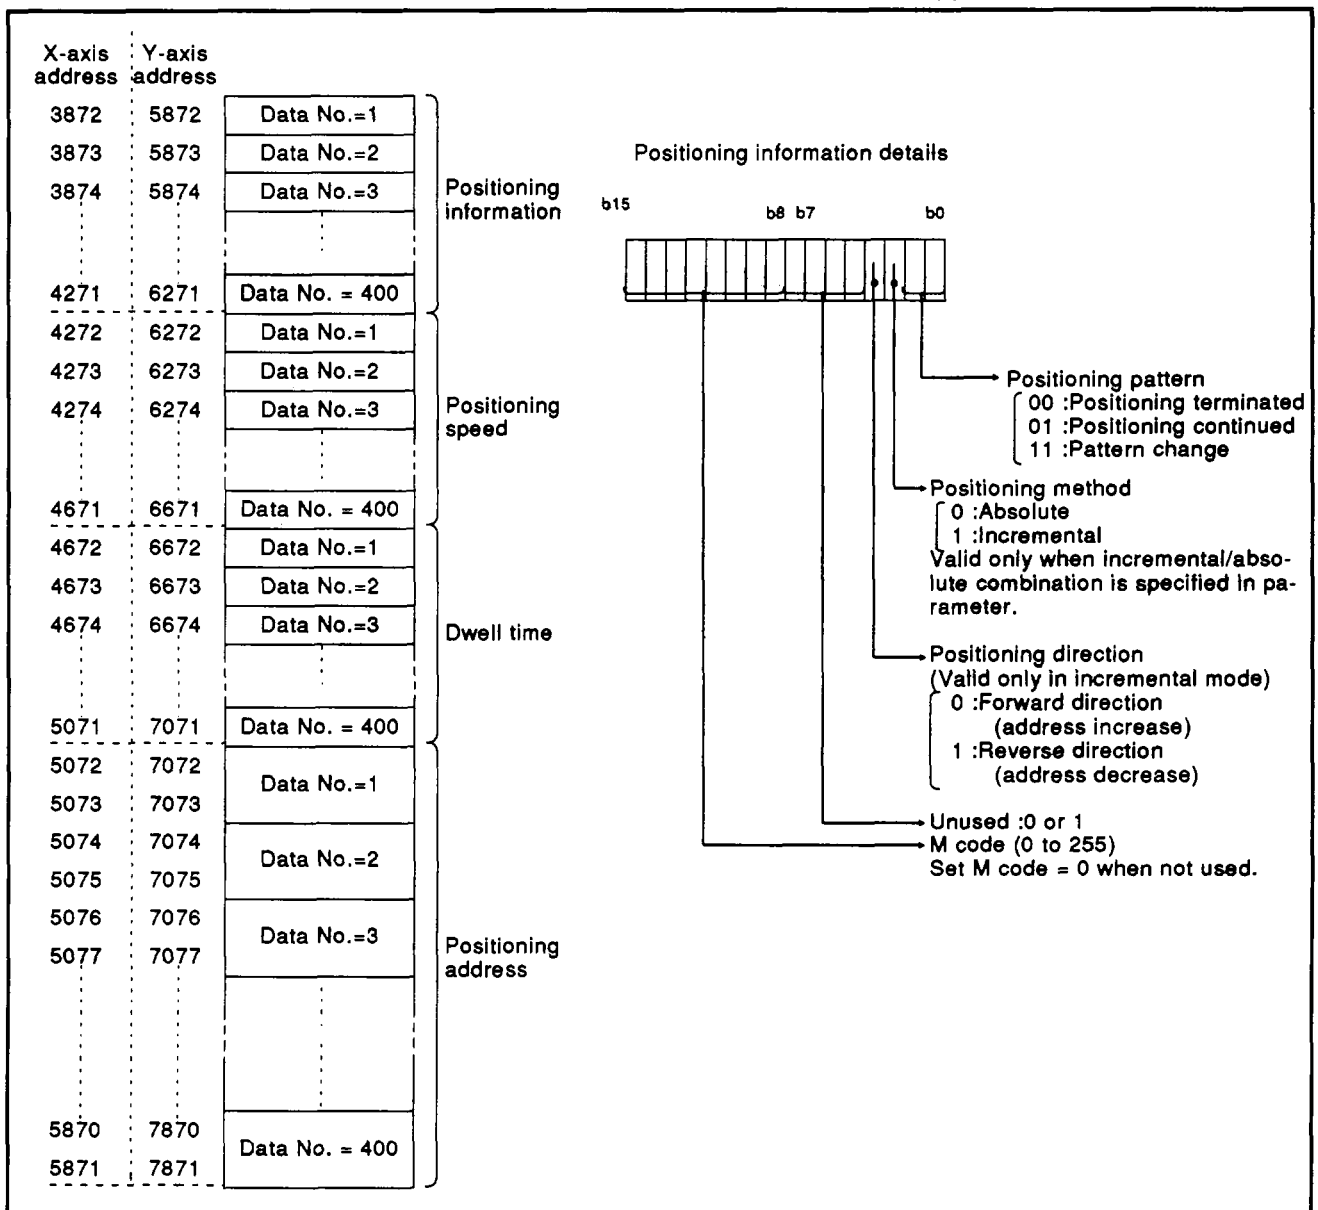 X-axis address
Y-axis address
3872 5872 Data No.=1
3873 5873 Data No.=2
3874 5874 Data No.=3
4271 6271 Data No. = 400
Positioning
information
4272 6272 Data No.=1
4273 6273 Data No.=2
4274 6274 Data No.=3
4671 6671 Data No. = 400
Positioning
speed
4672 6672 Data No.=1
4673 6673 Data No.=2
4674 6674 Data No.=3
5071 7071 Data No. = 400
Dwell time
5072 7072
5073 7073
Data No.=1
5074 7074
5075 7075
Data No.=2
5076 7076
5077 7077
Data No.=3
5870 7870
5871 7871
Data No. = 400
Positioning
address
Positioning information details
b15 b8 b7 b0
Positioning pattern
00 :Positioning terminated
01 :Positioning continued
11 :Pattern change
Positioning method
0 :Absolute
1 :Incremental
Valid only when incremental/abso-
lute combination is specified in pa-
rameter.
Positioning direction
(Valid only in incremental mode)
0 :Forward direction
(address increase)
1 :Reverse direction
(address decrease)
Unused :0 or 1
M code (0 to 255)
Set M code = 0 when not used.